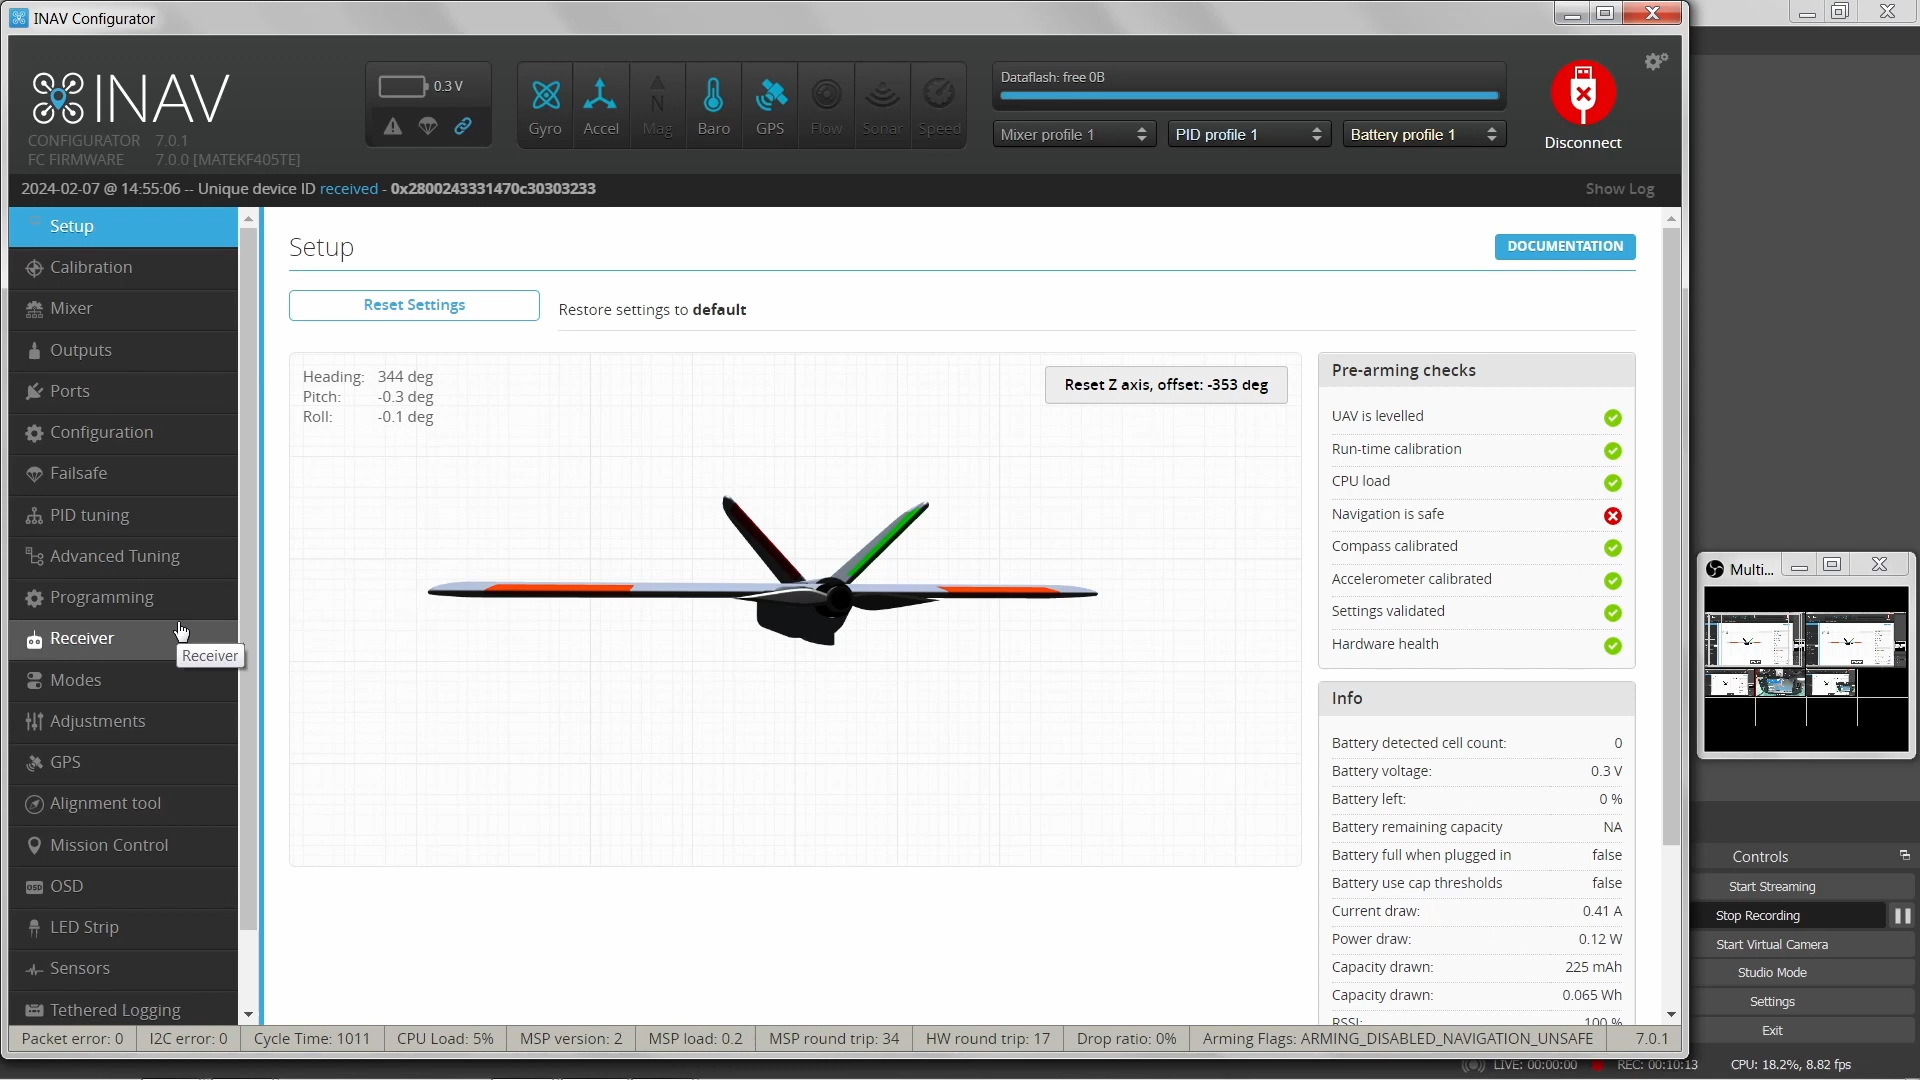 INAV Configurator
INAV
CONFIGURATOR 7.0.1
FC FIRMWARE 7.0.0 [MATEKF405TE]
0.3 V
Gyro
Accel
N
Mag
Baro
GPS
Flow
Sonar
Speed
Dataflash: free 0B
Mixer profile 1
PID profile 1
Battery profile 1
Disconnect
2024-02-07 @ 14:55:06 -- Unique device ID received - 0x2800243331470c30303233
Show Log
Setup
Calibration
Mixer
Outputs
Ports
Configuration
Failsafe
PID tuning
Advanced Tuning
Programming
Receiver
Receiver
Modes
Adjustments
GPS
Alignment tool
Mission Control
OSD
OSD
LED Strip
Sensors
Tethered Logging
Setup
DOCUMENTATION
Reset Settings
Restore settings to default
Heading: 344 deg
Pitch: -0.3 deg
Roll: -0.1 deg
Reset Z axis, offset: -353 deg
Pre-arming checks
UAV is levelled
Run-time calibration
CPU load
Navigation is safe
Compass calibrated
Accelerometer calibrated
Settings validated
Hardware health
Info
Battery detected cell count: 0
Battery voltage: 0.3 V
Battery left: 0 %
Battery remaining capacity NA
Battery full when plugged in false
Battery use cap thresholds false
Current draw: 0.41 A
Power draw: 0.12 W
Capacity drawn: 225 mAh
Capacity drawn: 0.065 Wh
RSSI: 100 %
Packet error: 0
I2C error: 0
Cycle Time: 1011
CPU Load: 5%
MSP version: 2
MSP load: 0.2
MSP round trip: 34
HW round trip: 17
Drop ratio: 0%
Arming Flags: ARMING_DISABLED_NAVIGATION_UNSAFE
7.0.1
Multi...
Controls
Start Streaming
Stop Recording
Start Virtual Camera
Studio Mode
Settings
Exit
LIVE: 00:00:00
REC: 00:10:13
CPU: 18.2%, 8.82 fps